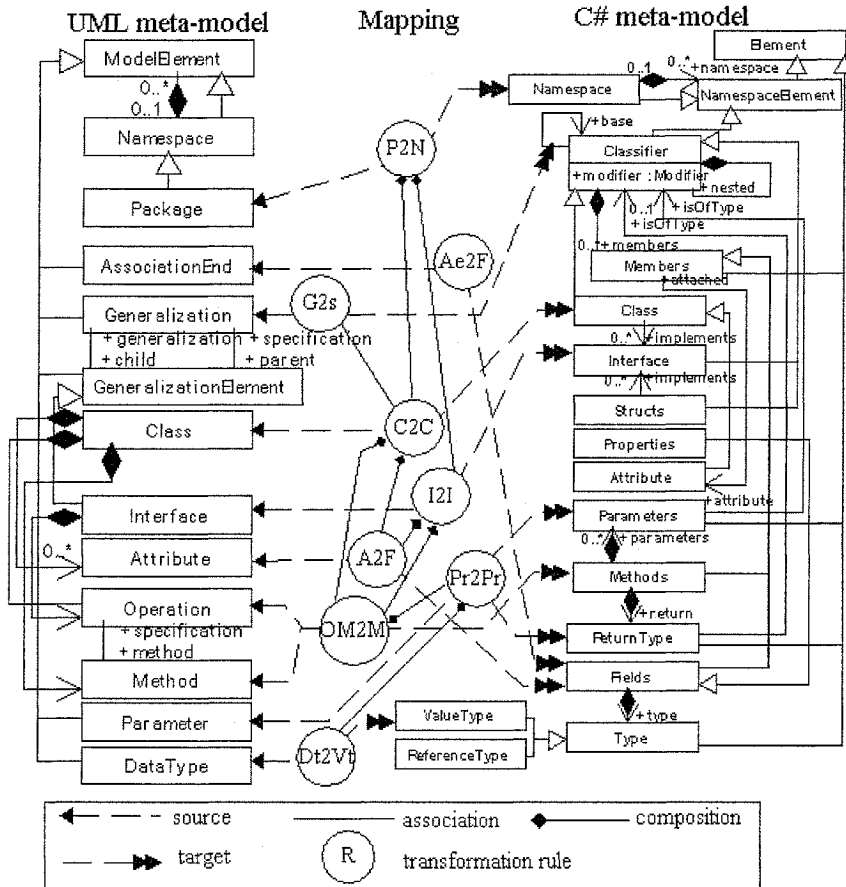 UML meta-model
Mapping
C# meta-model
ModelElement
0..*
0..1
Namespace
Package
AssociationEnd
Generalization
+ generalization
+ specification
+ child
+ parent
GeneralizationElement
Class
Interface
0..*
Attribute
Operation
+ specification
+ method
Method
Parameter
DataType
P2N
Ae2F
G2s
C2C
I2I
A2F
Pr2Pr
OM2M
Dt2Vt
Element
0..1
0..*
+namespace
Namespace
NamespaceElement
+base
Classifier
+modifier : Modifier
+nested
0..1
+isOfType
+isOfType
0..*
+members
Members
+attached
Class
0..*
+implements
Interface
+implements
0..*
Structs
Properties
Attribute
+attribute
Parameters
0..*
+parameters
Methods
+return
ReturnType
Fields
+type
ValueType
ReferenceType
Type
source
association
composition
target
R
transformation rule